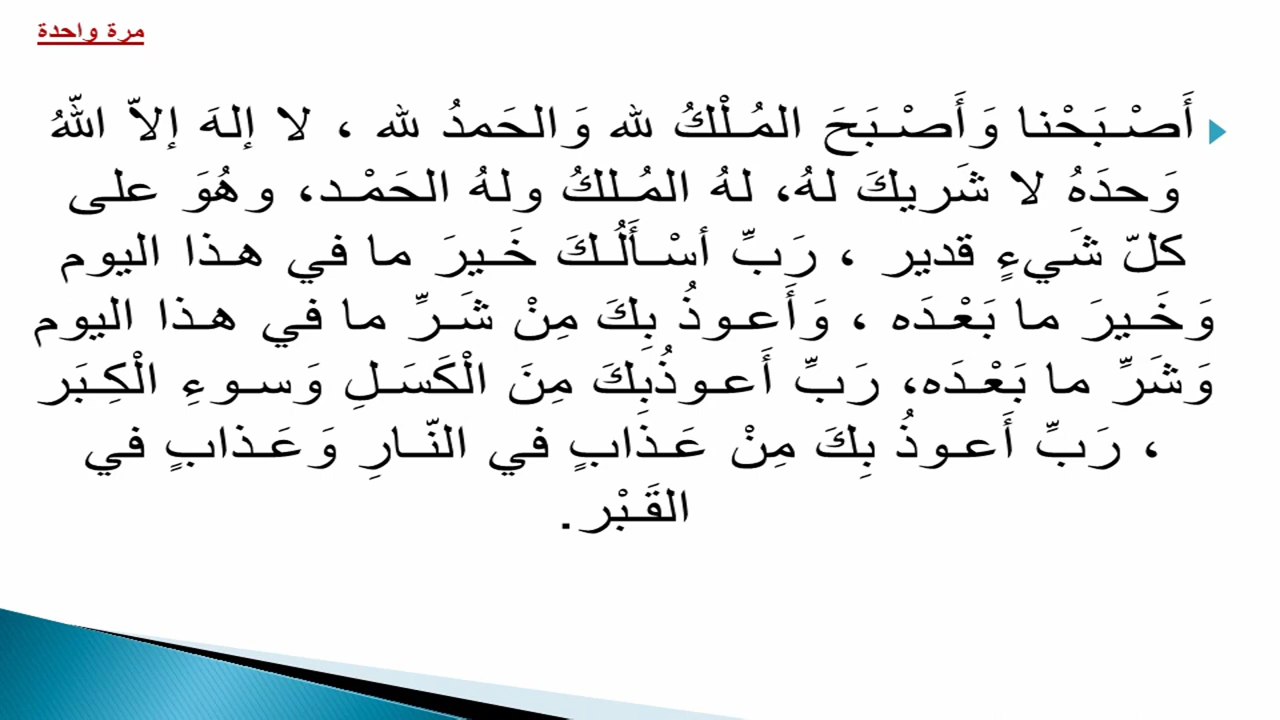 مرة واحدة
أَصْـبَـحْنا وَأَصْـبَـحَ المُـلْكُ لله وَالحَمدُ لله ، لا إلهَ إلاّ اللّهُ
وَحدَهُ لا شَريكَ لهُ، لهُ المُـلكُ ولهُ الحَمْـد، وهُوَ على
كلّ شَيءٍ قدير ، رَبِّ أسْـأَلُـكَ خَـيرَ ما في هـذا اليوم
وَخَـيرَ ما بَعْـدَه ، وَأَعـوذُ بِكَ مِنْ شَـرِّ ما في هـذا اليوم
وَشَرِّ ما بَعْـدَه، رَبِّ أَعـوذُبِكَ مِنَ الْكَسَـلِ وَسـوءِ الْكِـبَر
، رَبِّ أَعـوذُ بِكَ مِنْ عَـذابٍ في النّـارِ وَعَـذابٍ في
القَـبْر.